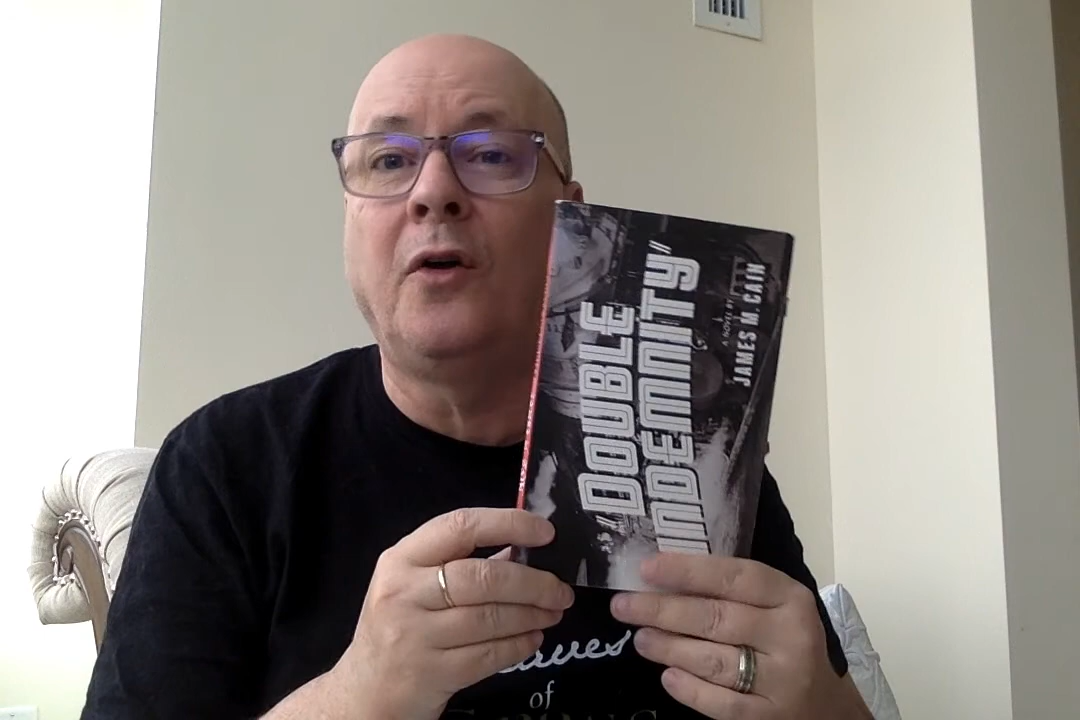 "DOUBLE
INDEMNITY"
A NOVEL BY
JAMES M. CAIN
of